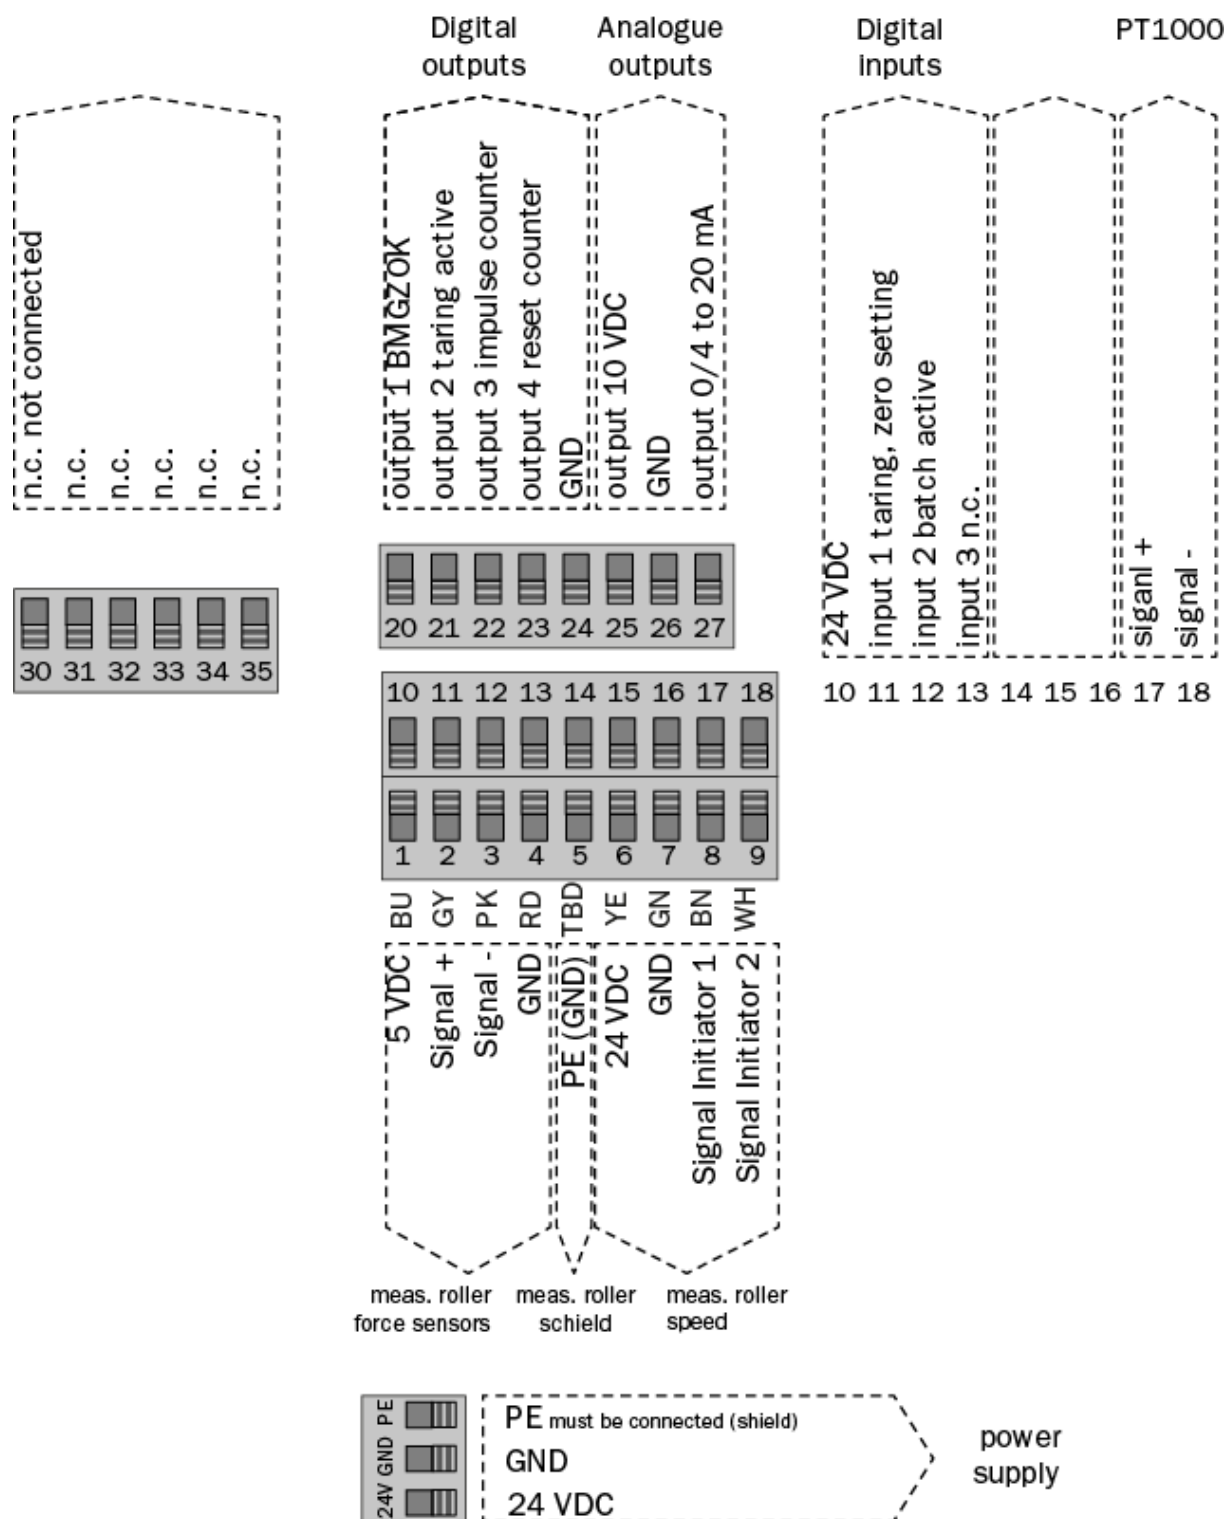 Digital
outputs
Analogue
outputs
Digital
inputs
PT1000
n.c. not connected
n.c.
n.c.
n.c.
n.c.
n.c.
output 1 BMGZOK
output 2 taring active
output 3 impulse counter
output 4 reset counter
GND
output 10 VDC
GND
output 0/4 to 20 mA
24 VDC
input 1 taring, zero setting
input 2 batch active
input 3 n.c.
siganl +
signal -
30 31 32 33 34 35
20 21 22 23 24 25 26 27
10 11 12 13 14 15 16 17 18
10 11 12 13 14 15 16 17 18
1 2 3 4 5 6 7 8 9
BU
GY
PK
RD
TBD
YE
GN
BN
WH
5 VDC
Signal +
Signal -
GND
PE (GND)
24 VDC
GND
Signal Initiator 1
Signal Initiator 2
meas. roller
force sensors
meas. roller
schield
meas. roller
speed
PE
GND
24V
PE must be connected (shield)
GND
24 VDC
power
supply